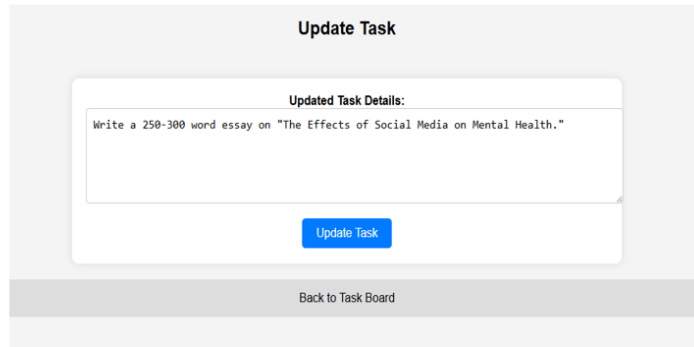 Update Task
Updated Task Details:
Write a 250-300 word essay on "The Effects of Social Media on Mental Health."
Update Task
Back to Task Board